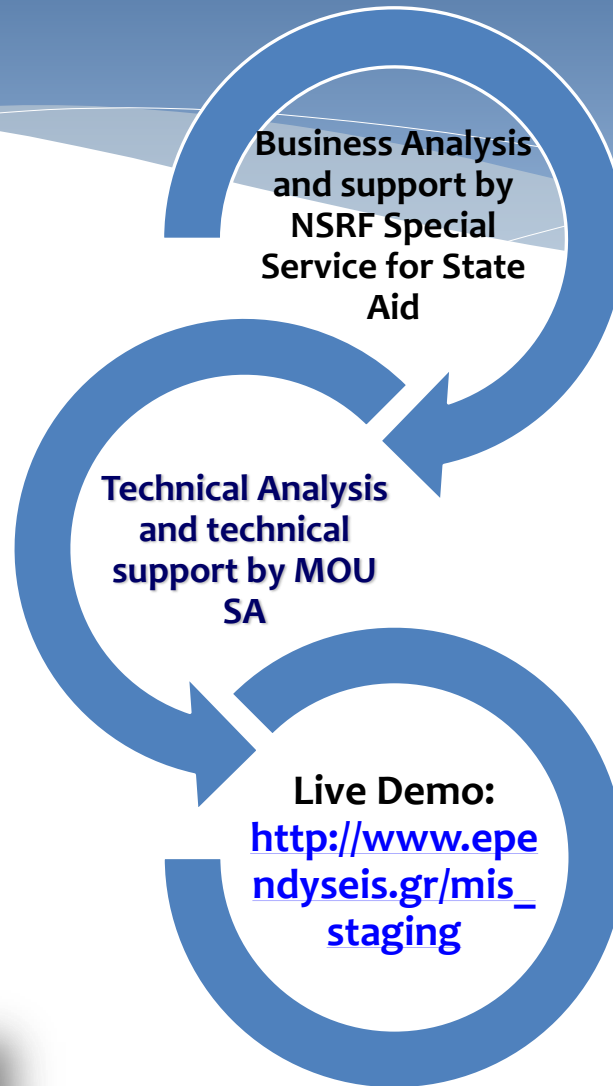 Business Analysis
and support by
NSRF Special
Service for State
Aid
Technical Analysis
and technical
support by MOU
SA
Live Demo:
http://www.epe
ndyseis.gr/mis_
staging